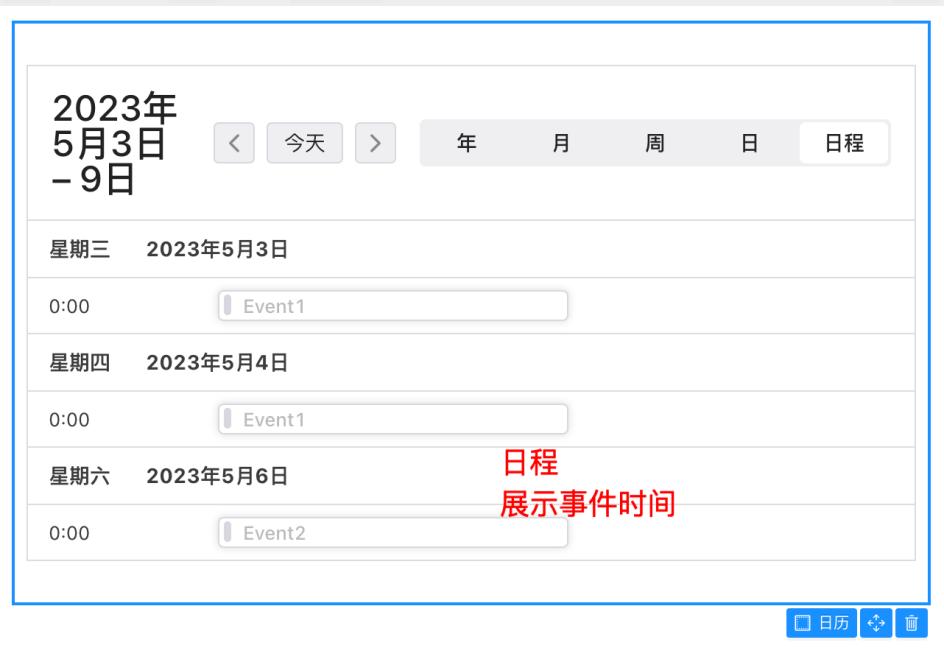 2023年
5月3日
– 9日
今天
年 月 周 日 日程
星期三 2023年5月3日
0:00 Event1
星期四 2023年5月4日
0:00 Event1
星期六 2023年5月6日
日程
展示事件时间
0:00 Event2
日历